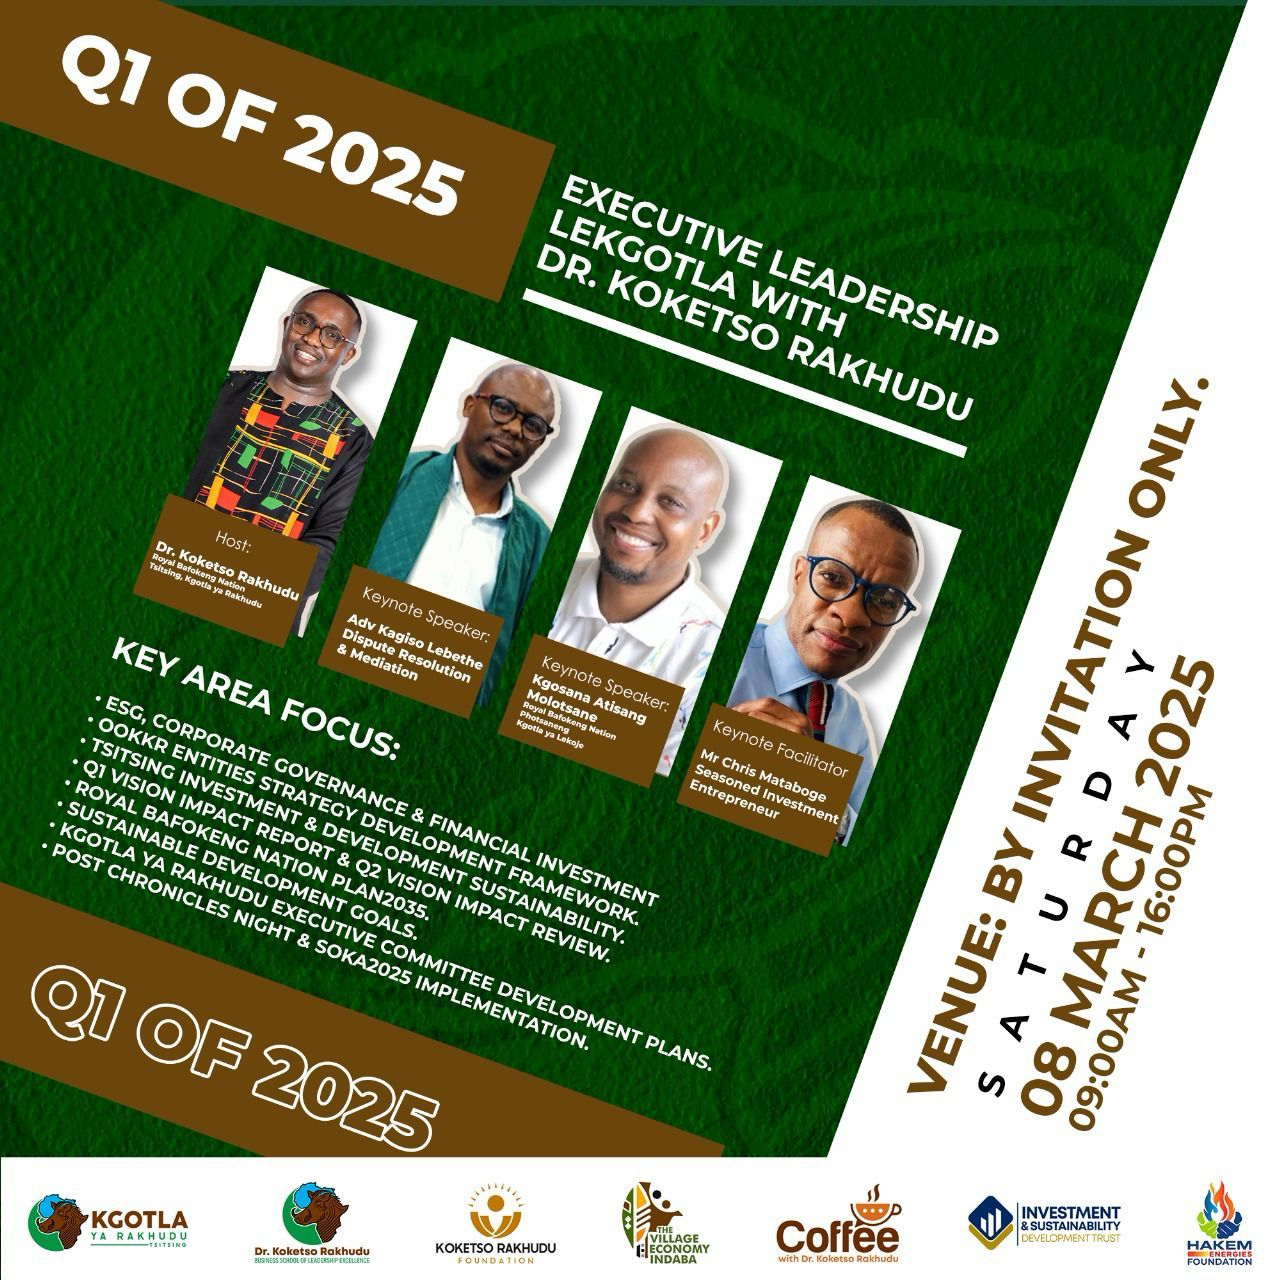 Q1 OF 2025
EXECUTIVE LEADERSHIP
LEKGOTLA WITH
DR. KOKETSO RAKHUDU
Host:
Dr. Koketso Rakhudu
Royal Bafokeng Nation
Tsitsing, Kgotla ya Rakhudu
Keynote Speaker:
Adv Kagiso Lebethe
Dispute Resolution
& Mediation
Keynote Speaker:
Kgosana Atisang
Molotsane
Royal Bafokeng Nation
Photsaneng
Kgotla ya Lekoje
Keynote Facilitator
Mr Chris Mataboge
Seasoned Investment
Entrepreneur
KEY AREA FOCUS:
• ESG, CORPORATE GOVERNANCE & FINANCIAL INVESTMENT
• OOKKR ENTITIES STRATEGY DEVELOPMENT FRAMEWORK.
• TSITSING INVESTMENT & DEVELOPMENT SUSTAINABILITY.
• Q1 VISION IMPACT REPORT & Q2 VISION IMPACT REVIEW.
• ROYAL BAFOKENG NATION PLAN2035.
• SUSTAINABLE DEVELOPMENT GOALS.
• KGOTLA YA RAKHUDU EXECUTIVE COMMITTEE DEVELOPMENT PLANS.
• POST CHRONICLES NIGHT & SOKA2025 IMPLEMENTATION.
VENUE: BY INVITATION ONLY.
SATURDAY
08 MARCH 2025
09:00AM - 16:00PM
Q1 OF 2025
KGOTLA
YA RAKHUDU
TSITSING
Dr. Koketso Rakhudu
BUSINESS SCHOOL OF LEADERSHIP EXCELLENCE
KOKETSO RAKHUDU
FOUNDATION
THE
VILLAGE
ECONOMY
INDABA
Coffee
with Dr. Koketso Rakhudu
INVESTMENT
& SUSTAINABILITY
DEVELOPMENT TRUST
HAKEM
ENERGIES
FOUNDATION